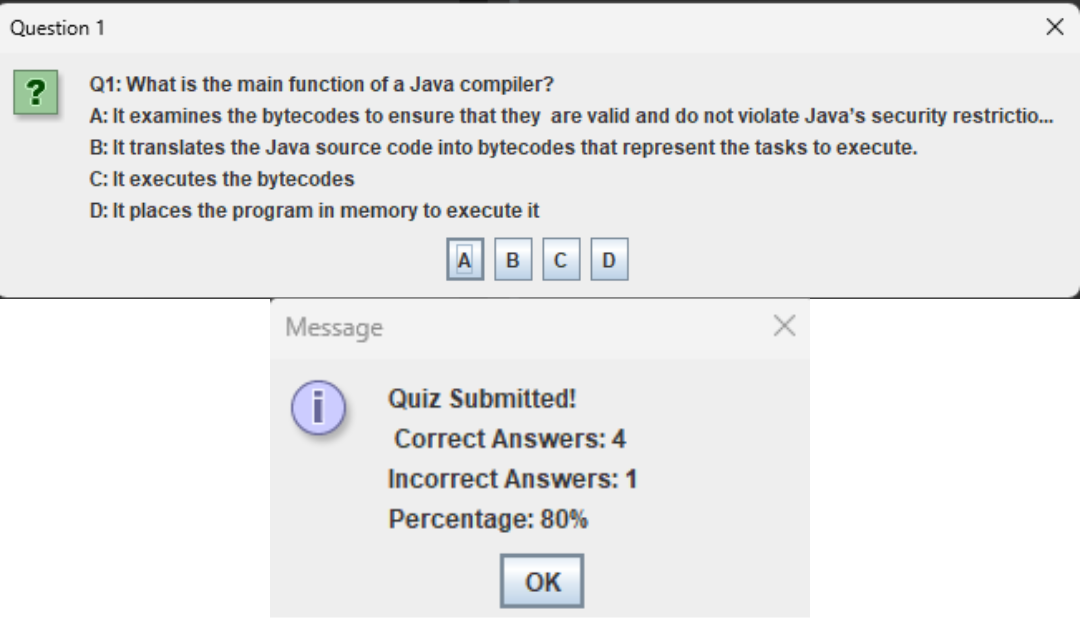 Question 1
?
Q1: What is the main function of a Java compiler?
A: It examines the bytecodes to ensure that they  are valid and do not violate Java's security restrictio...
B: It translates the Java source code into bytecodes that represent the tasks to execute.
C: It executes the bytecodes
D: It places the program in memory to execute it
A B C D
Message
i
Quiz Submitted!
Correct Answers: 4
Incorrect Answers: 1
Percentage: 80%
OK